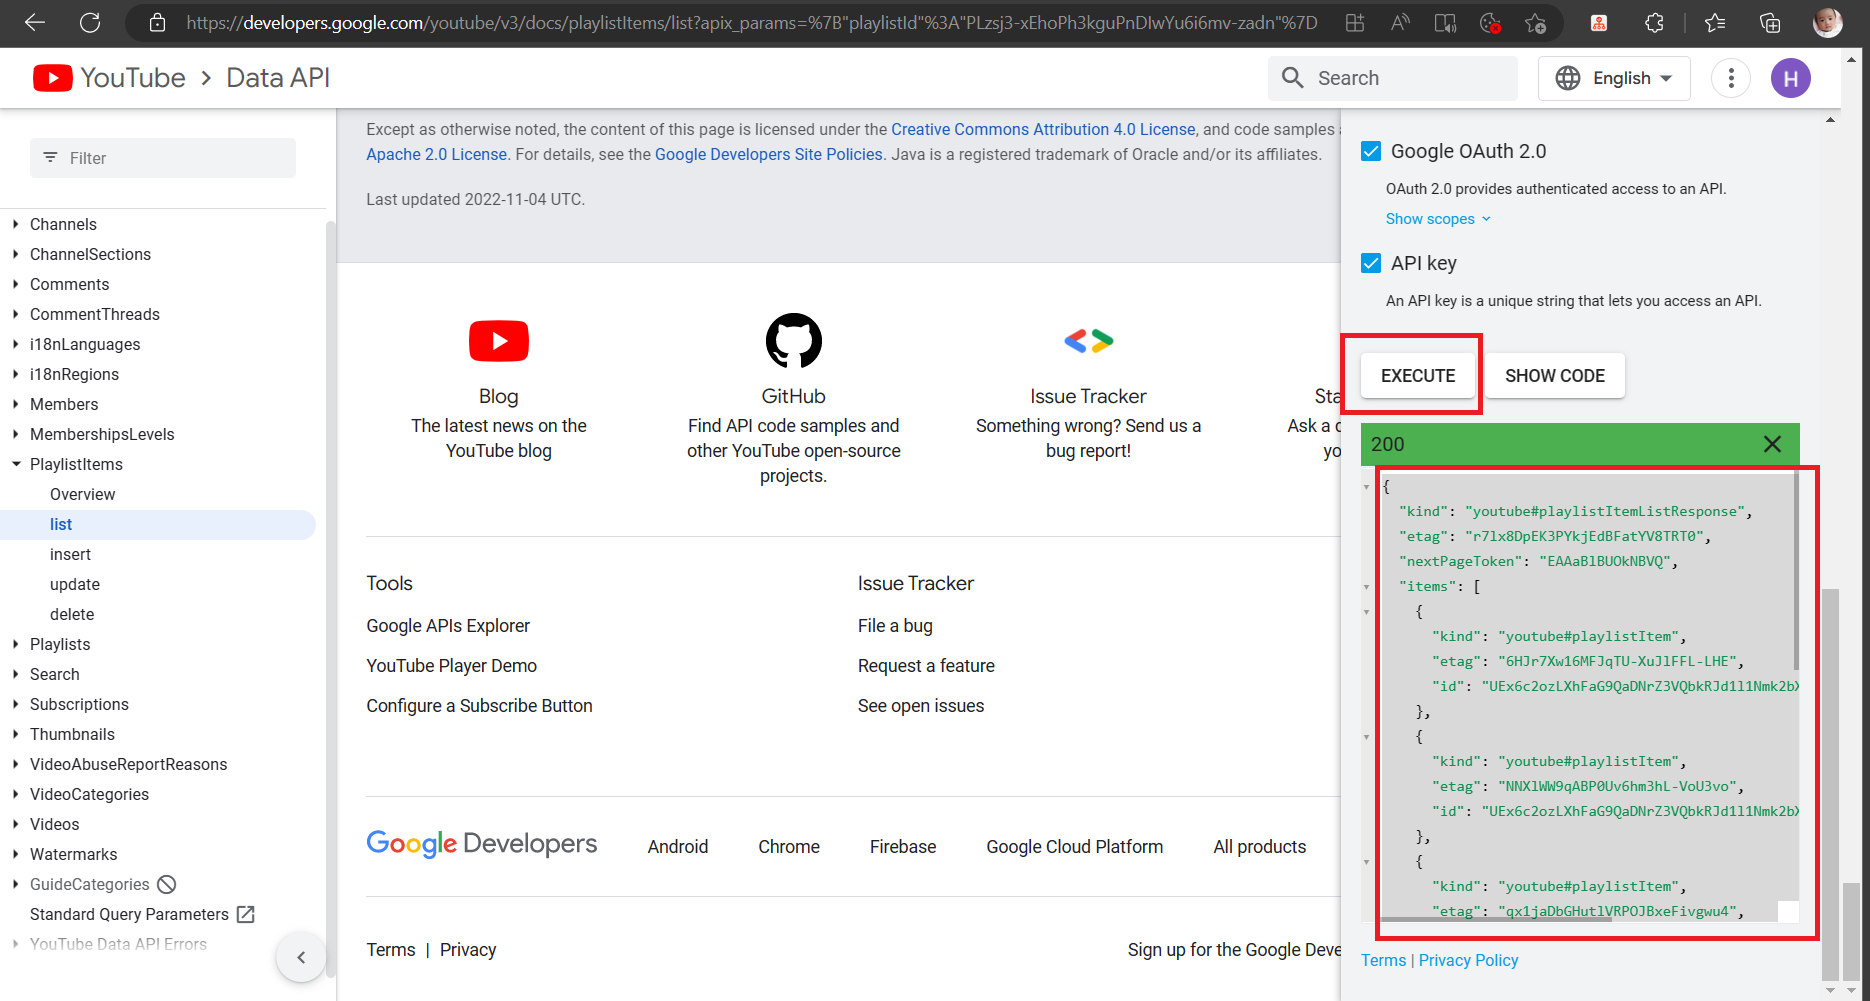 https://developers.google.com/youtube/v3/docs/playlistItems/list?apix_params=%7B"playlistId"%3A"PLzsj3-xEhoPh3kguPnDIwYu6i6mv-zadn"%7D
YouTube > Data API
Search
English
H
Filter
Channels
ChannelSections
Comments
CommentThreads
i18nLanguages
i18nRegions
Members
MembershipsLevels
PlaylistItems
Overview
list
insert
update
delete
Playlists
Search
Subscriptions
Thumbnails
VideoAbuseReportReasons
VideoCategories
Videos
Watermarks
GuideCategories
Standard Query Parameters
YouTube Data API Errors
Except as otherwise noted, the content of this page is licensed under the Creative Commons Attribution 4.0 License, and code samples
Apache 2.0 License. For details, see the Google Developers Site Policies. Java is a registered trademark of Oracle and/or its affiliates.
Last updated 2022-11-04 UTC.
Blog
The latest news on the
YouTube blog
GitHub
Find API code samples and
other YouTube open-source
projects.
Issue Tracker
Something wrong? Send us a
bug report!
Sta
Ask a
yo
Tools
Google APIs Explorer
YouTube Player Demo
Configure a Subscribe Button
Issue Tracker
File a bug
Request a feature
See open issues
Google Developers
Android
Chrome
Firebase
Google Cloud Platform
All products
Terms | Privacy
Sign up for the Google Deve
Google OAuth 2.0
OAuth 2.0 provides authenticated access to an API.
Show scopes
API key
An API key is a unique string that lets you access an API.
EXECUTE
SHOW CODE
200
{
"kind": "youtube#playlistItemListResponse",
"etag": "r7lx8DpEK3PYkjEdBFatYV8TRT0",
"nextPageToken": "EAAaBlBUOkNBVQ",
"items": [
{
"kind": "youtube#playlistItem",
"etag": "6HJr7Xw16MFJqTU-XuJlFFL-LHE",
"id": "UEx6c2ozLXhFaG9QaDNrZ3VQbkRJd1l1Nmk2bX
},
{
"kind": "youtube#playlistItem",
"etag": "NNXlWW9qABP0Uv6hm3hL-VoU3vo",
"id": "UEx6c2ozLXhFaG9QaDNrZ3VQbkRJd1l1Nmk2bX
},
{
"kind": "youtube#playlistItem",
"etag": "qx1jaDbGHutlVRPOJBxeFivgwu4",
Terms | Privacy Policy